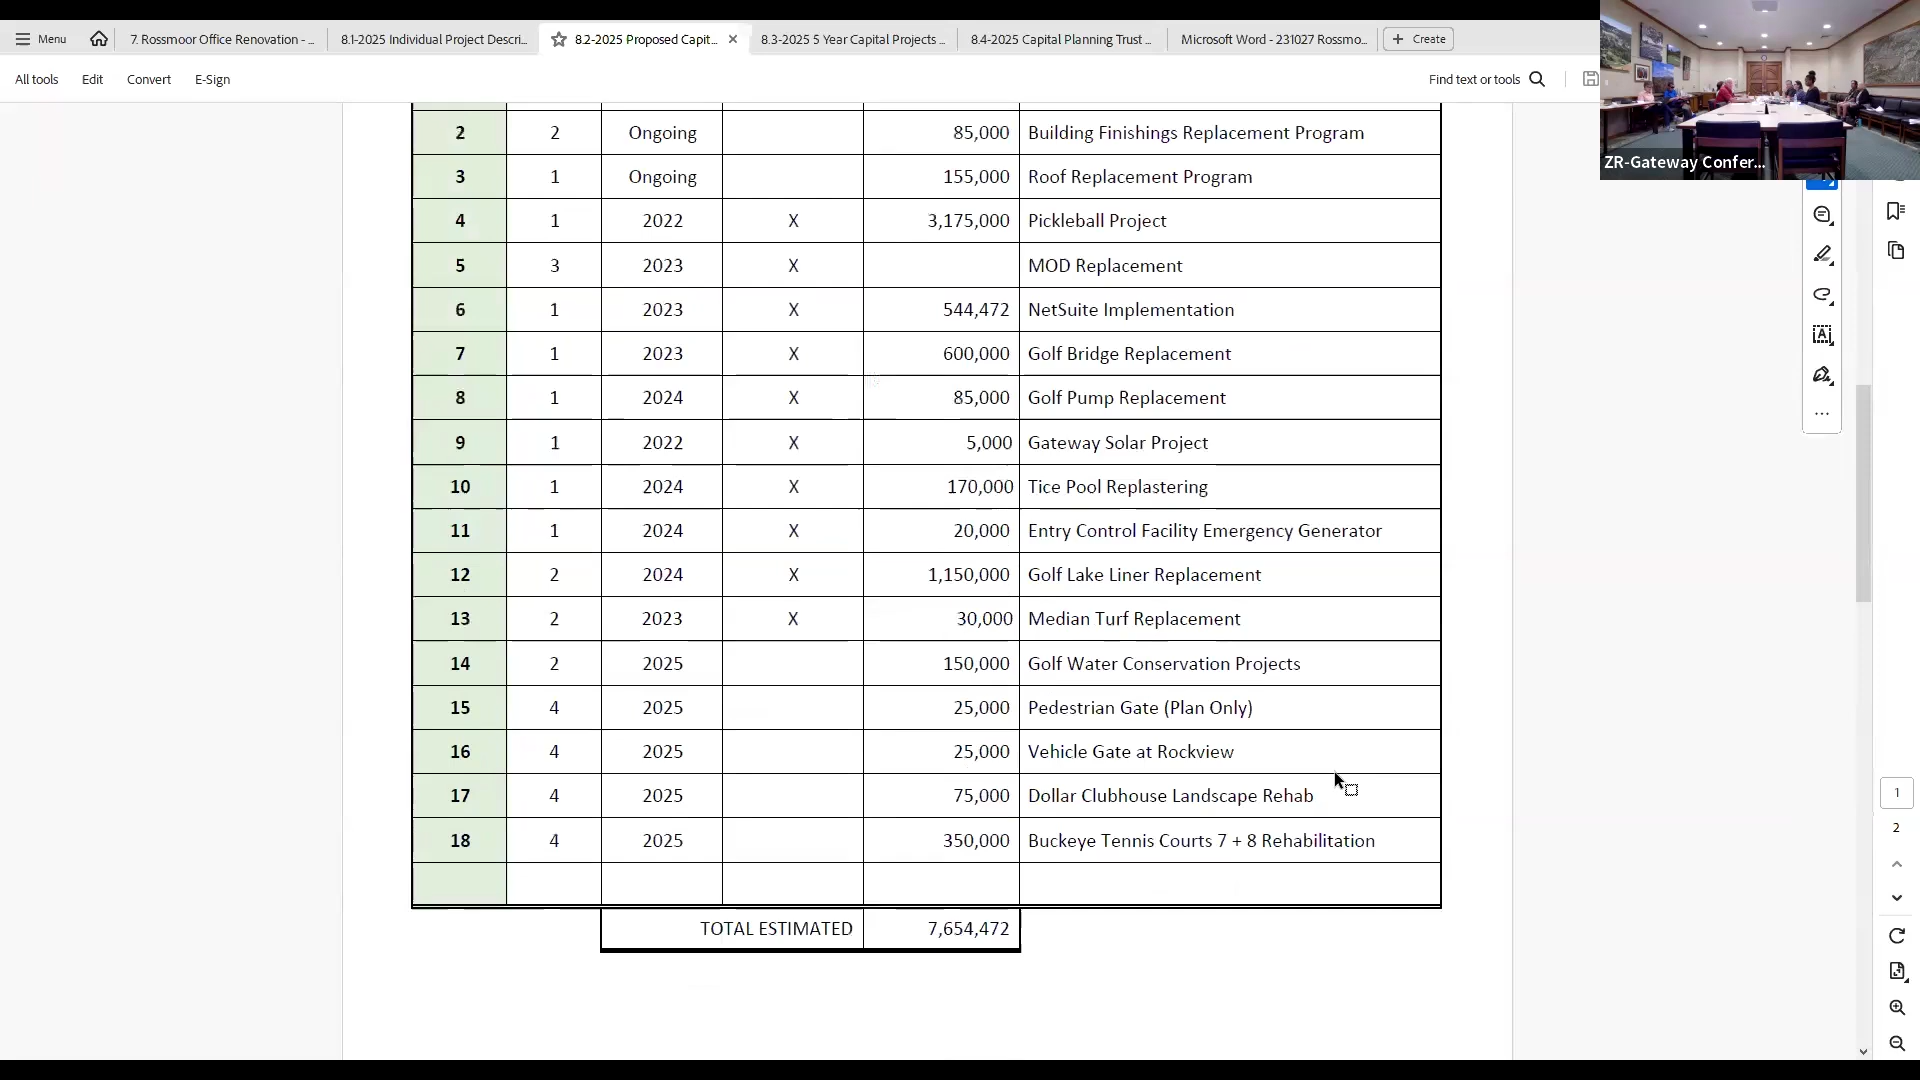 Menu
7. Rossmoor Office Renovation - ...
8.1-2025 Individual Project Descri...
8.2-2025 Proposed Capit...
8.3-2025 5 Year Capital Projects ...
8.4-2025 Capital Planning Trust ...
Microsoft Word - 231027 Rossmo...
+ Create
All tools Edit Convert E-Sign
Find text or tools
ZR-Gateway Confer...
2 2 Ongoing 85,000 Building Finishings Replacement Program
3 1 Ongoing 155,000 Roof Replacement Program
4 1 2022 X 3,175,000 Pickleball Project
5 3 2023 X MOD Replacement
6 1 2023 X 544,472 NetSuite Implementation
7 1 2023 X 600,000 Golf Bridge Replacement
8 1 2024 X 85,000 Golf Pump Replacement
9 1 2022 X 5,000 Gateway Solar Project
10 1 2024 X 170,000 Tice Pool Replastering
11 1 2024 X 20,000 Entry Control Facility Emergency Generator
12 2 2024 X 1,150,000 Golf Lake Liner Replacement
13 2 2023 X 30,000 Median Turf Replacement
14 2 2025 150,000 Golf Water Conservation Projects
15 4 2025 25,000 Pedestrian Gate (Plan Only)
16 4 2025 25,000 Vehicle Gate at Rockview
17 4 2025 75,000 Dollar Clubhouse Landscape Rehab
18 4 2025 350,000 Buckeye Tennis Courts 7 + 8 Rehabilitation
TOTAL ESTIMATED 7,654,472
1
2